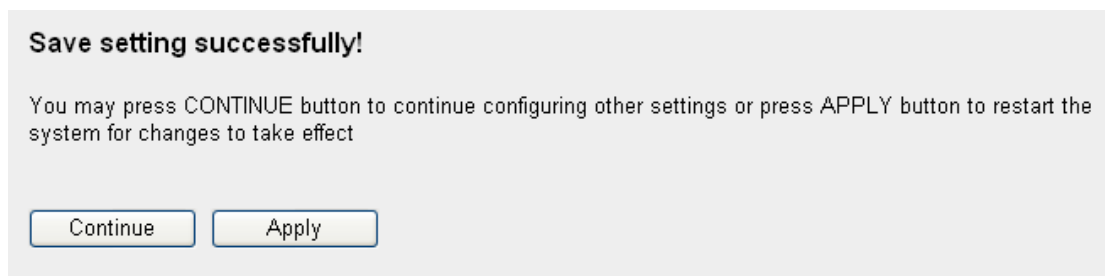 Save setting successfully!
You may press CONTINUE button to continue configuring other settings or press APPLY button to restart the
system for changes to take effect
Continue
Apply